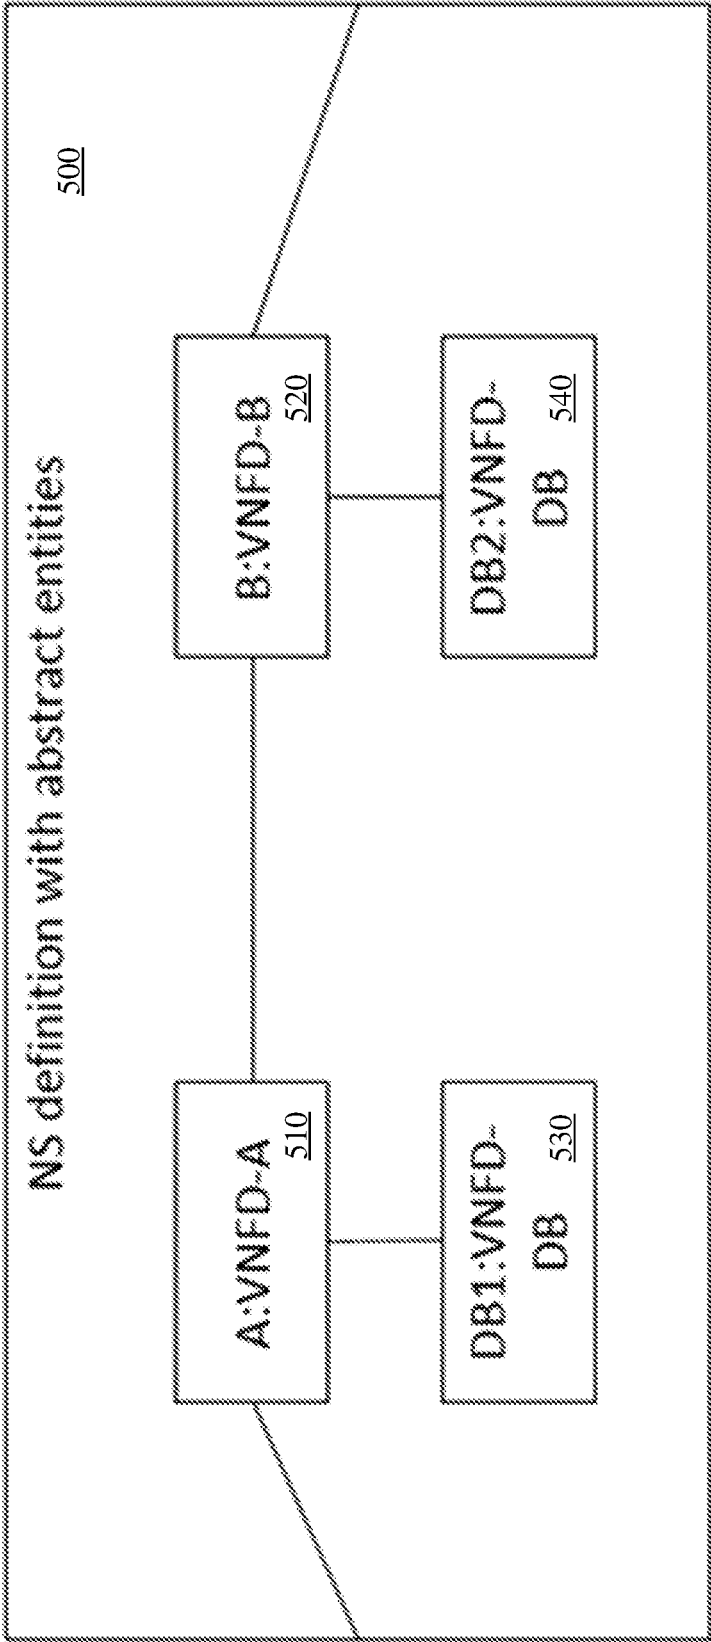 NS definition with abstract entities
500
A:VNFD-A
510
B:VNFD-B
520
DB1:VNFD-
DB
530
DB2:VNFD-
DB
540